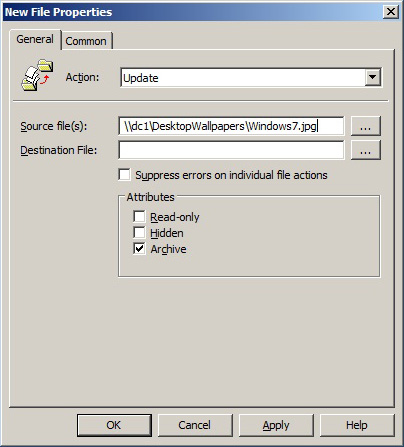 New File Properties
General Common
Action: Update
Source file(s): \\dc1\DesktopWallpapers\Windows7.jpg ...
Destination File: ...
Suppress errors on individual file actions
Attributes
Read-only
Hidden
Archive
OK Cancel Apply Help